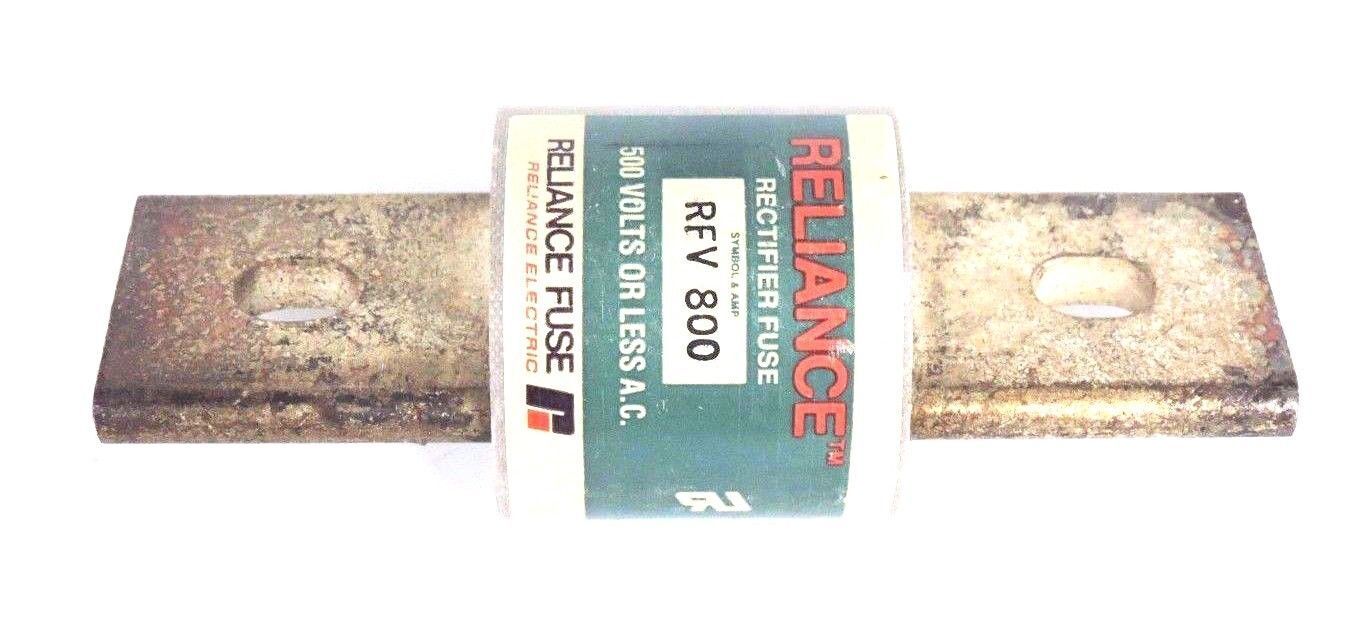 RELIANCE™
RECTIFIER FUSE
SYMBOL & AMP
RFV 800
500 VOLTS OR LESS A.C.
RELIANCE FUSE
RELIANCE ELECTRIC